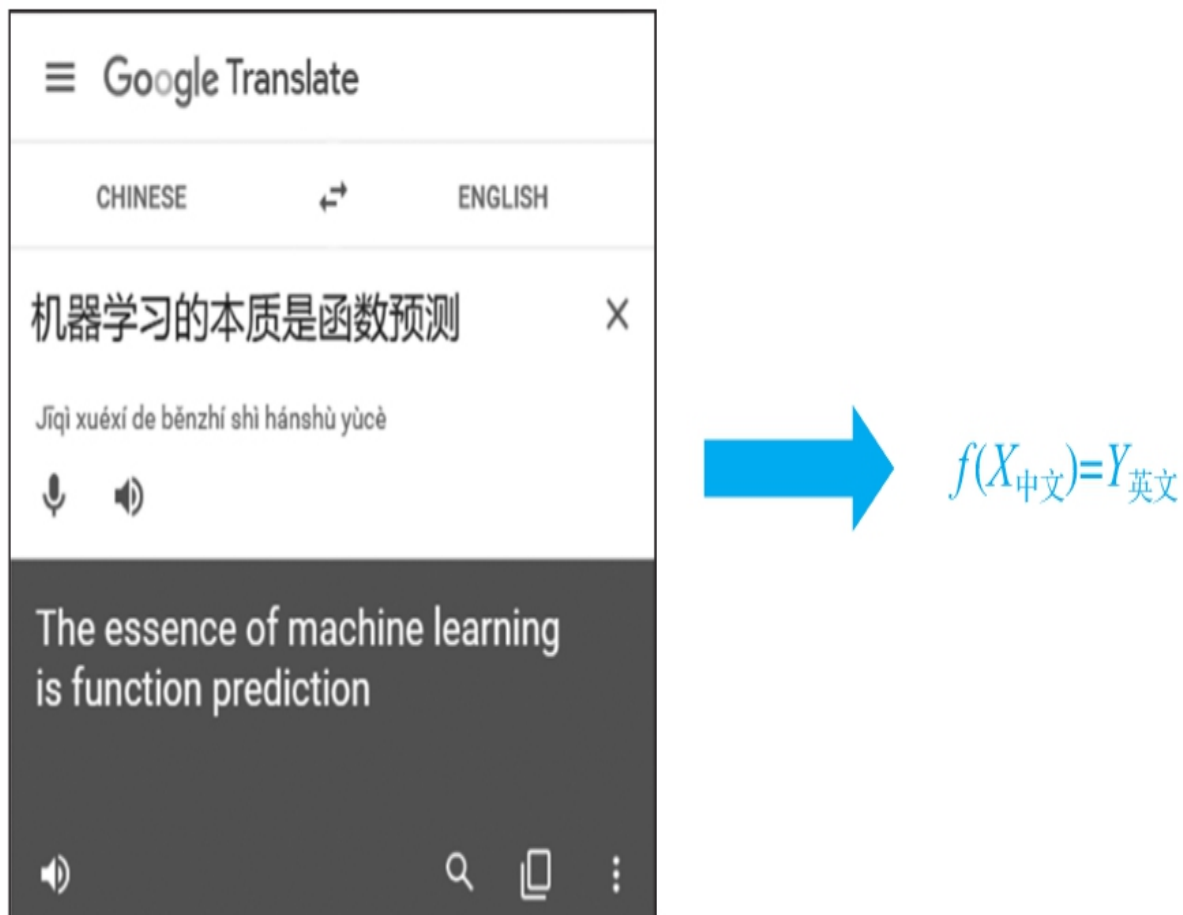 Google Translate
CHINESE
ENGLISH
机器学习的本质是函数预测
Jīqì xuéxí de běnzhí shì hánshù yùcè
The essence of machine learning
is function prediction
f(X中文)=Y英文